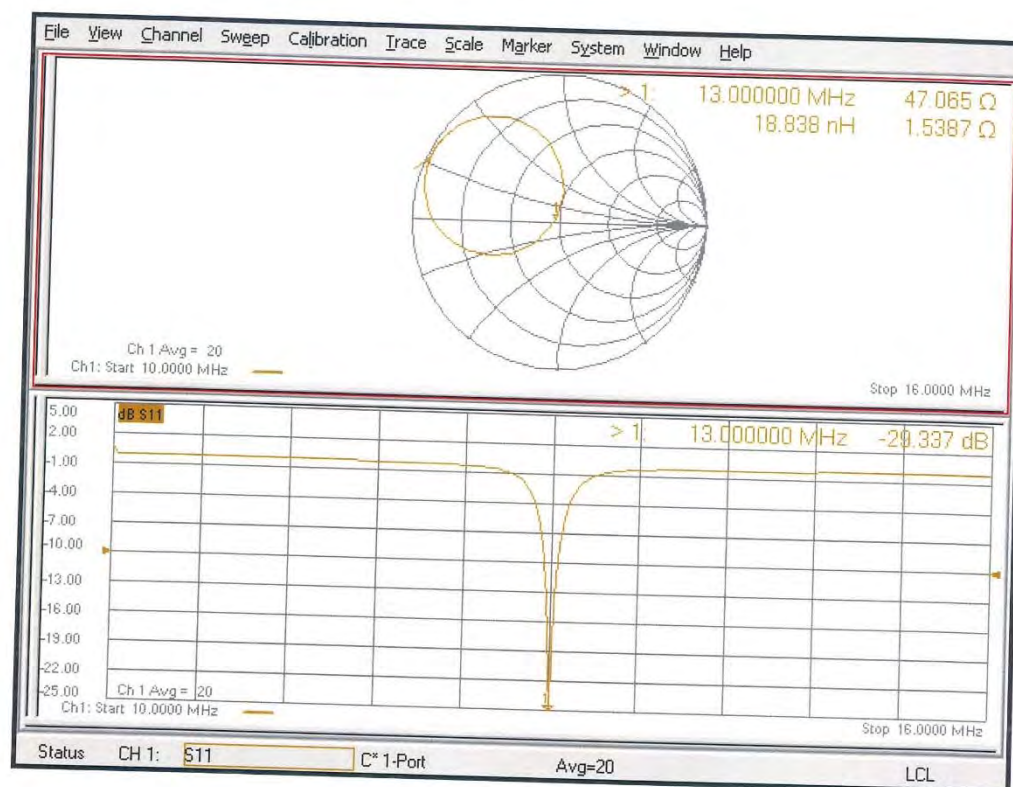 File View Channel Sweep Calibration Trace Scale Marker System Window Help
> 1: 13.000000 MHz 47.065 Ω
18.838 nH 1.5387 Ω
1
Ch 1 Avg = 20
Ch1: Start 10.0000 MHz
Stop 16.0000 MHz
5.00
dB S11
> 1: 13.000000 MHz -29.337 dB
2.00
-1.00
-4.00
-7.00
-10.00
-13.00
-16.00
-19.00
-22.00
-25.00
1
Ch 1 Avg = 20
Ch1: Start 10.0000 MHz
Stop 16.0000 MHz
Status CH 1: S11 C* 1-Port Avg=20 LCL